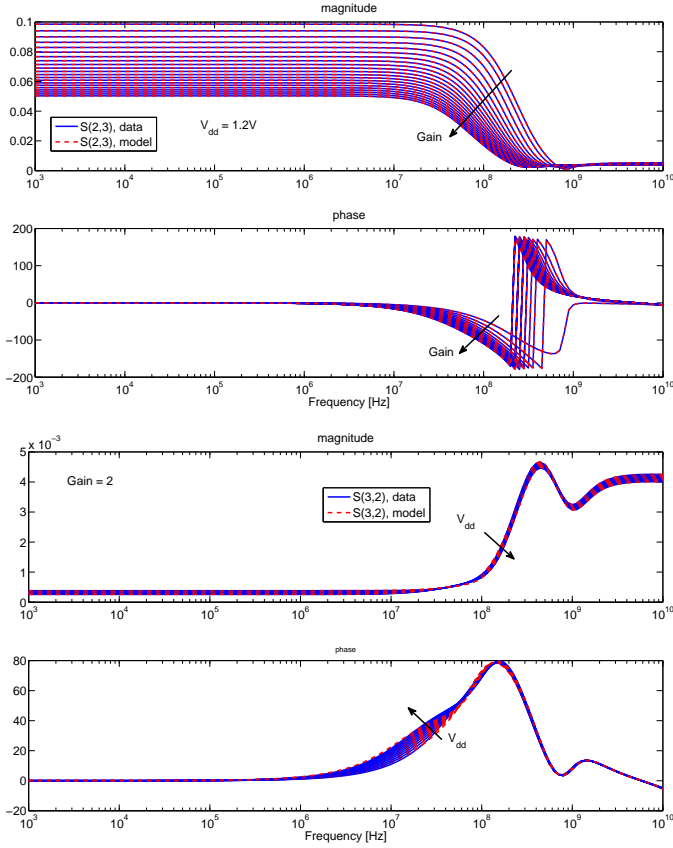 magnitude
0.1
0.08
0.06
0.04
0.02
0
S(2,3), data
S(2,3), model
V_dd = 1.2V
Gain
10^3 10^4 10^5 10^6 10^7 10^8 10^9 10^10
phase
200
100
0
−100
−200
Gain
10^3 10^4 10^5 10^6 10^7 10^8 10^9 10^10
Frequency [Hz]
x 10^−3
magnitude
5
4
3
2
1
0
Gain = 2
S(3,2), data
S(3,2), model
V_dd
10^3 10^4 10^5 10^6 10^7 10^8 10^9 10^10
phase
80
60
40
20
0
−20
V_dd
10^3 10^4 10^5 10^6 10^7 10^8 10^9 10^10
Frequency [Hz]